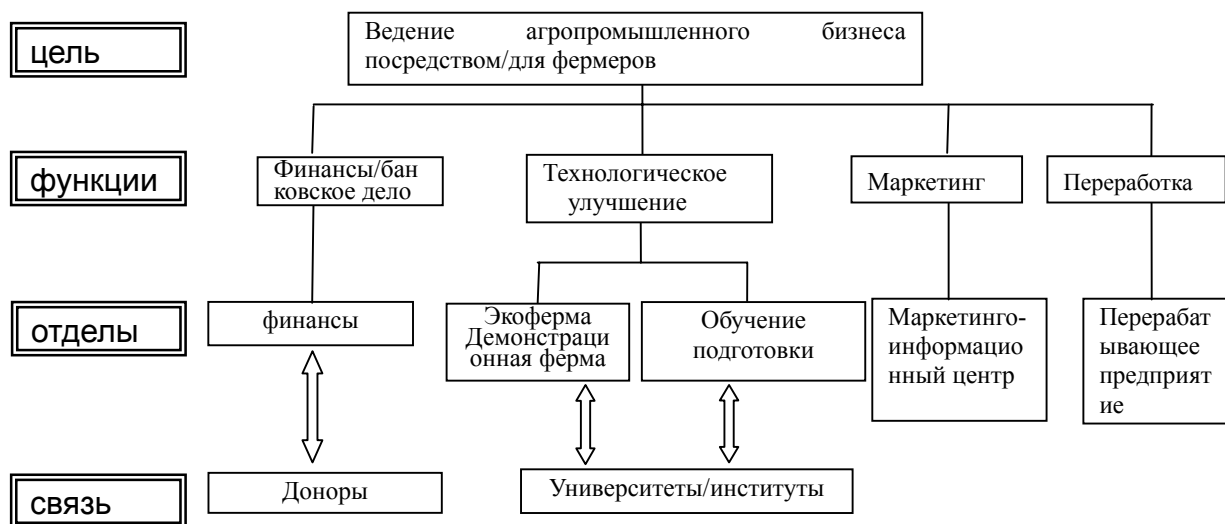 цель
Ведение агропромышленного бизнеса
посредством/для фермеров
функции
Финансы/бан
ковское дело
Технологическое
улучшение
Маркетинг
Переработка
отделы
финансы
Экоферма
Демонстраци
онная ферма
Обучение
подготовки
Маркетинго-
информацио
нный центр
Перерабат
ывающее
предприят
ие
связь
Доноры
Университеты/институты